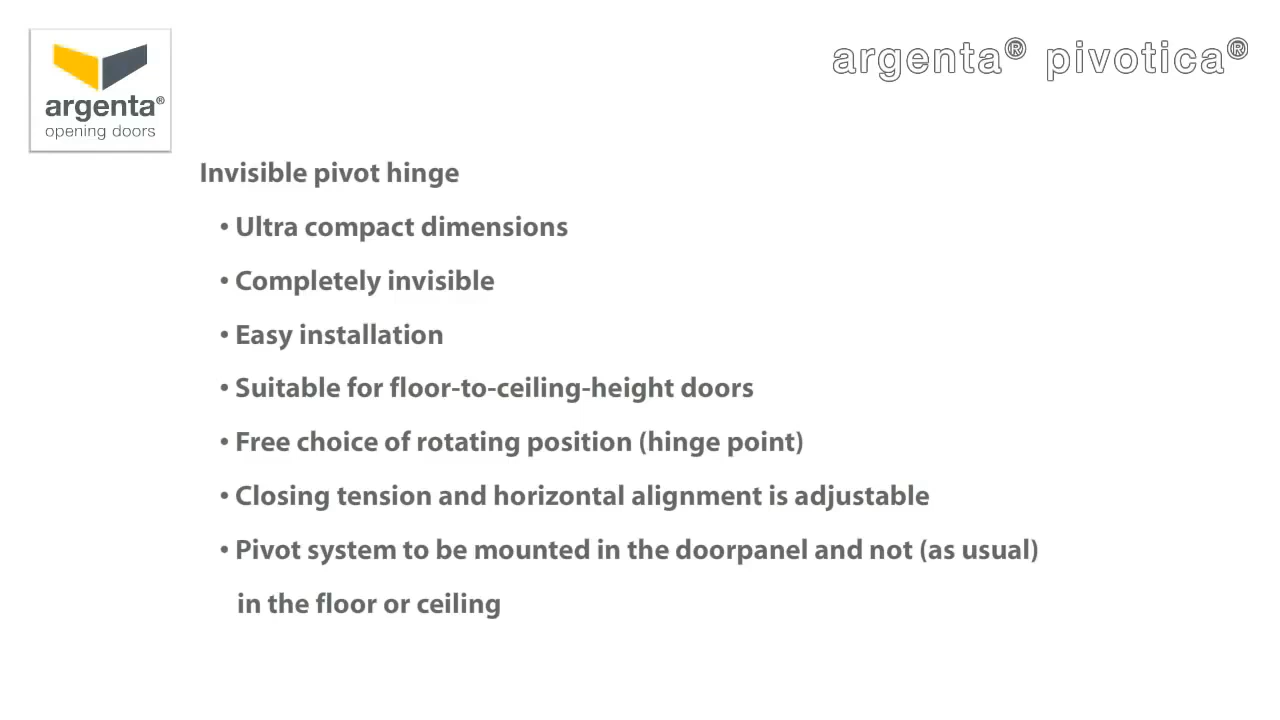 argenta®
opening doors
argenta® pivotica®
Invisible pivot hinge
• Ultra compact dimensions
• Completely invisible
• Easy installation
• Suitable for floor-to-ceiling-height doors
• Free choice of rotating position (hinge point)
• Closing tension and horizontal alignment is adjustable
• Pivot system to be mounted in the doorpanel and not (as usual)
in the floor or ceiling